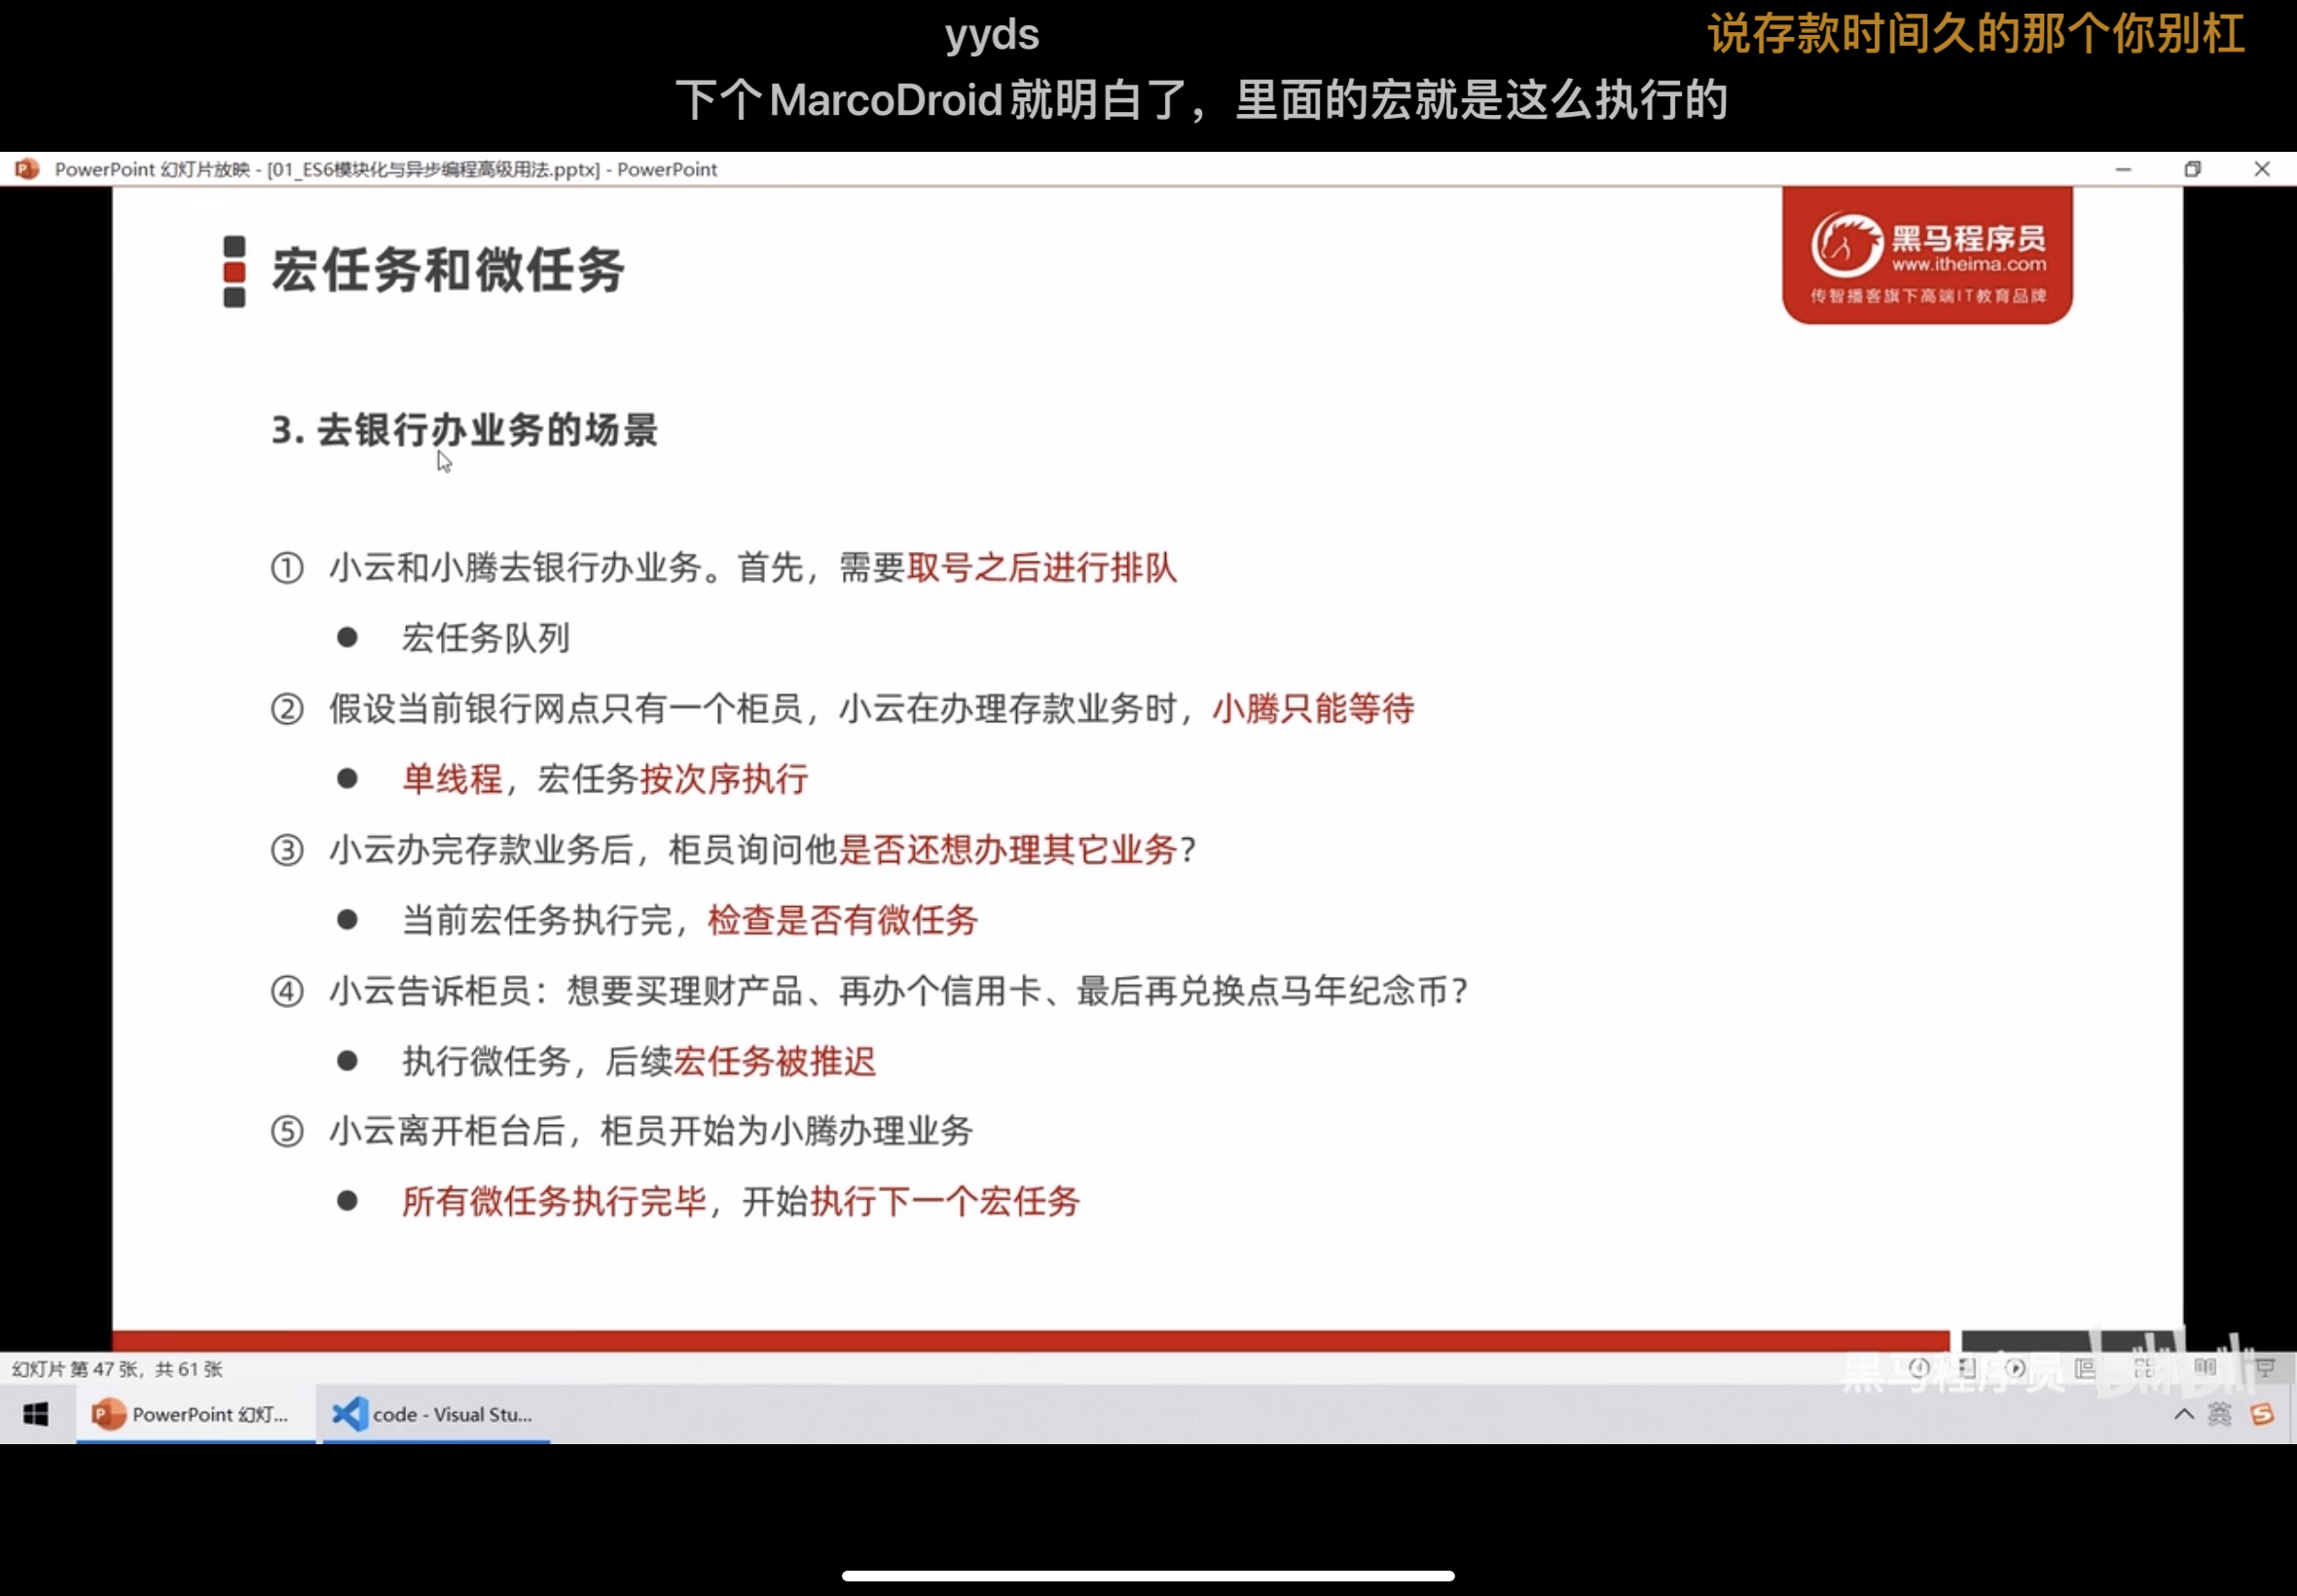 yyds
说存款时间久的那个你别杠
下个MarcoDroid就明白了，里面的宏就是这么执行的
PowerPoint 幻灯片放映 - [01_ES6模块化与异步编程高级用法.pptx] - PowerPoint
宏任务和微任务
黑马程序员
www.itheima.com
传智播客旗下高端IT教育品牌
3. 去银行办业务的场景
① 小云和小腾去银行办业务。首先，需要取号之后进行排队
● 宏任务队列
② 假设当前银行网点只有一个柜员，小云在办理存款业务时，小腾只能等待
● 单线程，宏任务按次序执行
③ 小云办完存款业务后，柜员询问他是否还想办理其它业务？
● 当前宏任务执行完，检查是否有微任务
④ 小云告诉柜员：想要买理财产品、再办个信用卡、最后再兑换点马年纪念币？
● 执行微任务，后续宏任务被推迟
⑤ 小云离开柜台后，柜员开始为小腾办理业务
● 所有微任务执行完毕，开始执行下一个宏任务
幻灯片 第 47 张，共 61 张
黑马程序员 bilibili
PowerPoint 幻灯...
code - Visual Stu...
英